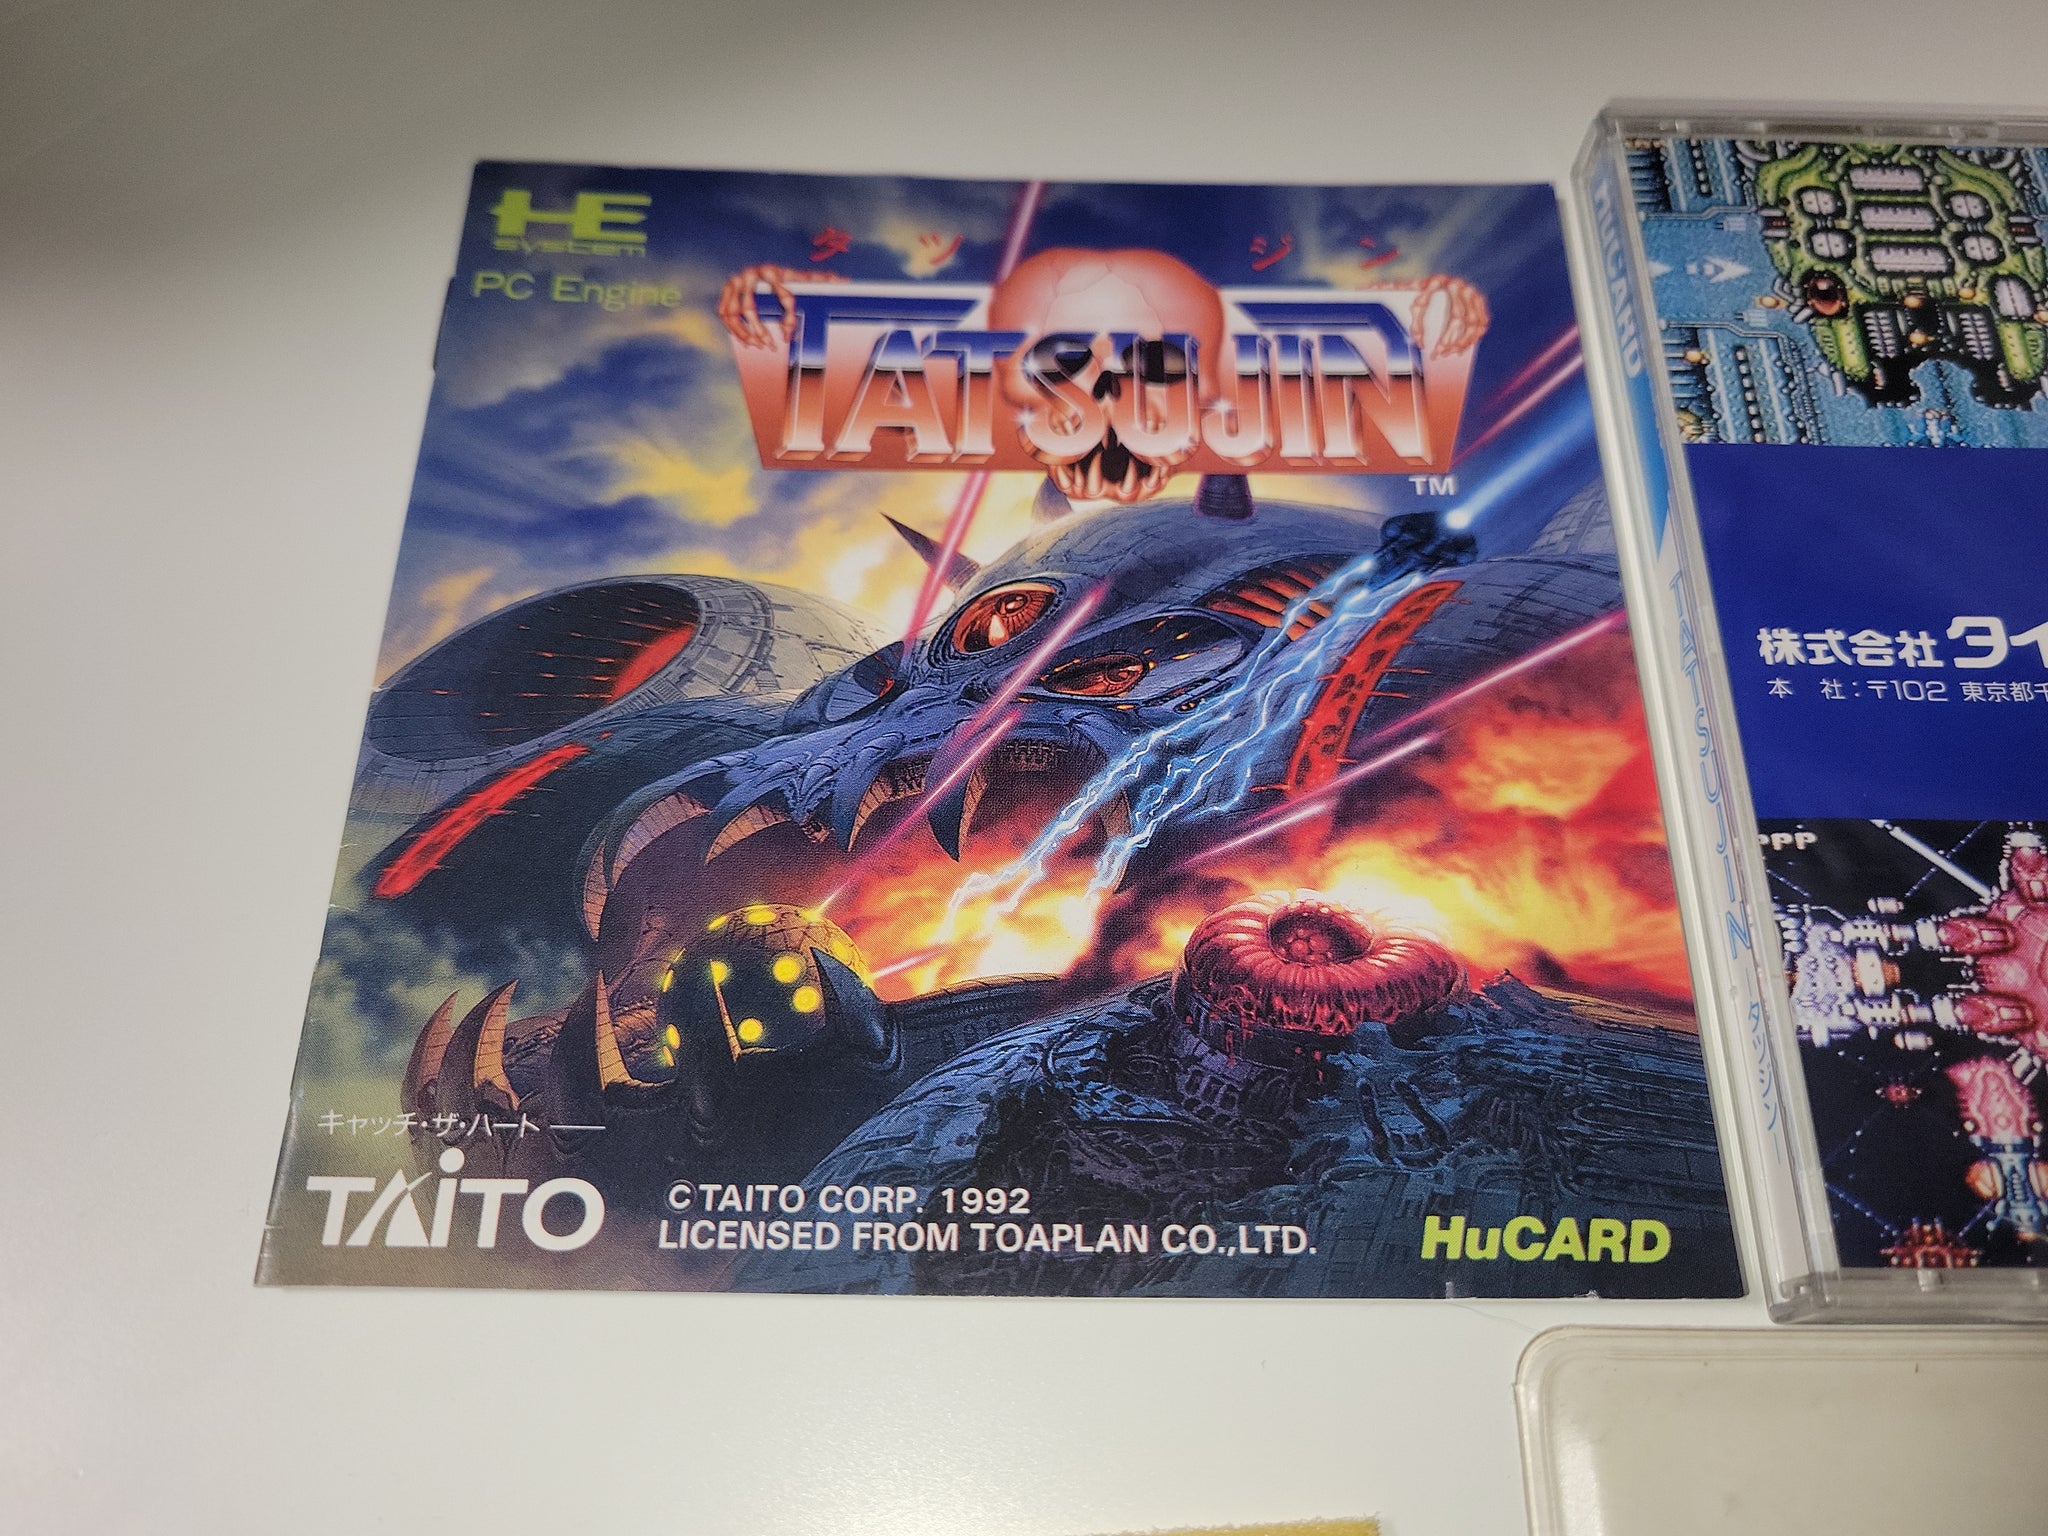 HE
SYSTEM
PC Engine
タツジン
TATSUJIN
TM
キャッチ・ザ・ハート
TAITO
©TAITO CORP. 1992
LICENSED FROM TOAPLAN CO.,LTD.
HuCARD
HuCARD
TATSUJIN タツジン
株式会社タイ
本 社:〒102 東京都千
PPP